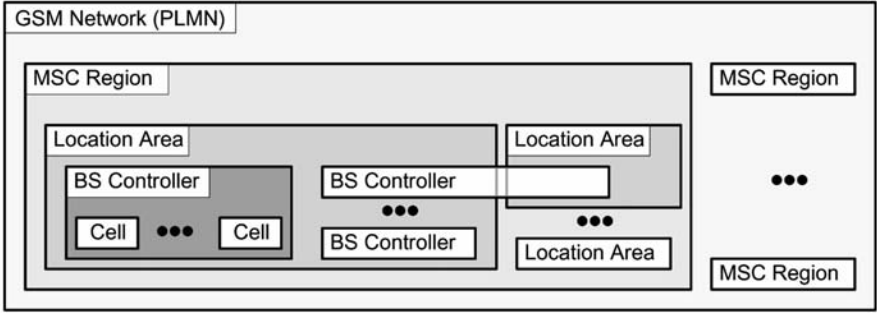 GSM Network (PLMN)
MSC Region
MSC Region
Location Area
Location Area
BS Controller
BS Controller
Cell
Cell
BS Controller
Location Area
MSC Region